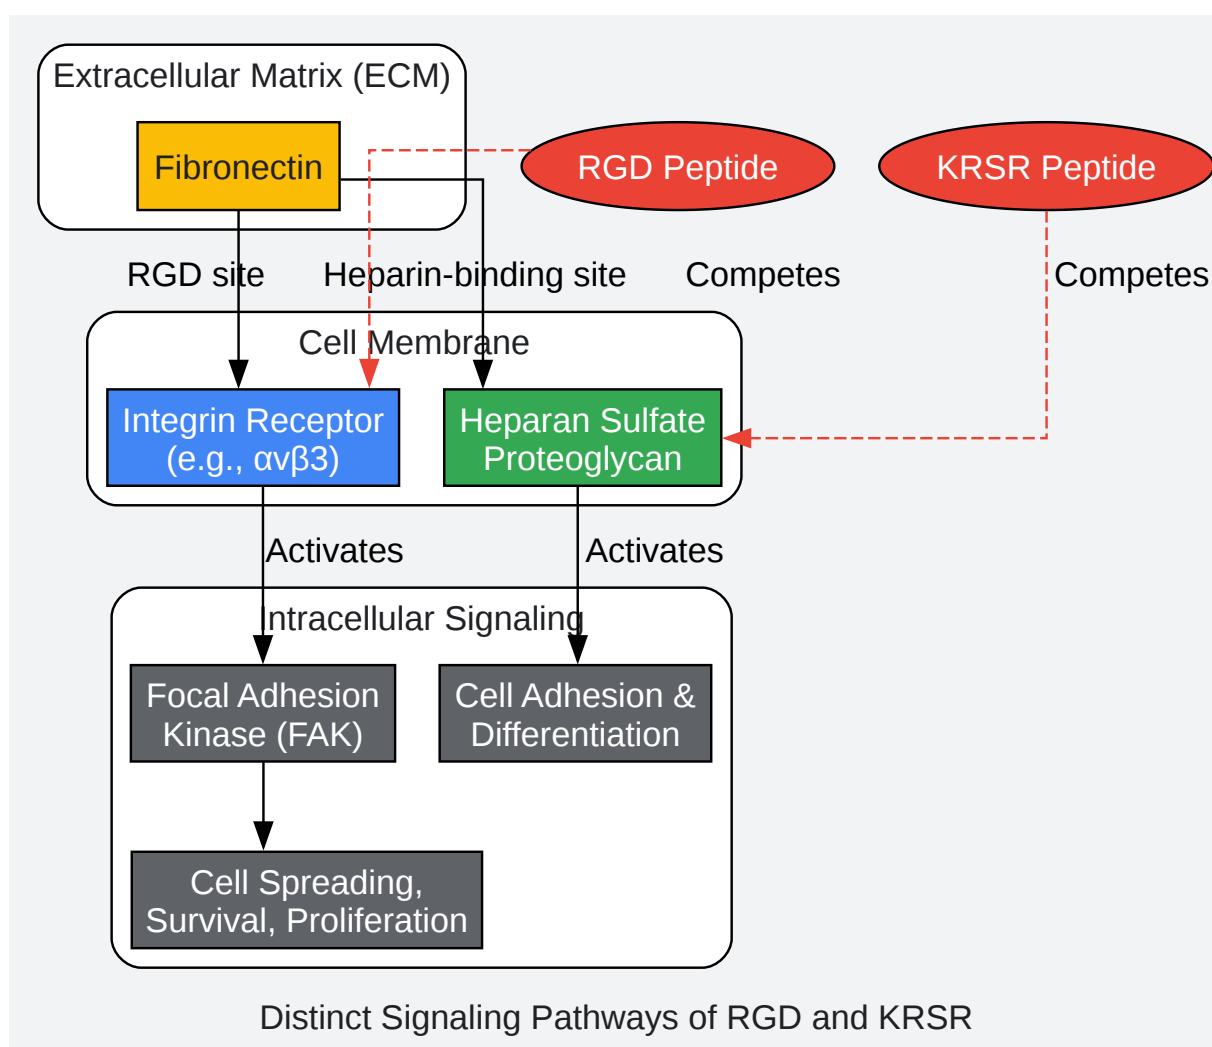 Extracellular Matrix (ECM)
Fibronectin
RGD Peptide
KRSR Peptide
RGD site
Heparin-binding site
Competes
Competes
Cell Membrane
Integrin Receptor
(e.g., αvβ3)
Heparan Sulfate
Proteoglycan
Activates
Activates
Intracellular Signaling
Focal Adhesion
Kinase (FAK)
Cell Adhesion &
Differentiation
Cell Spreading,
Survival, Proliferation
Distinct Signaling Pathways of RGD and KRSR